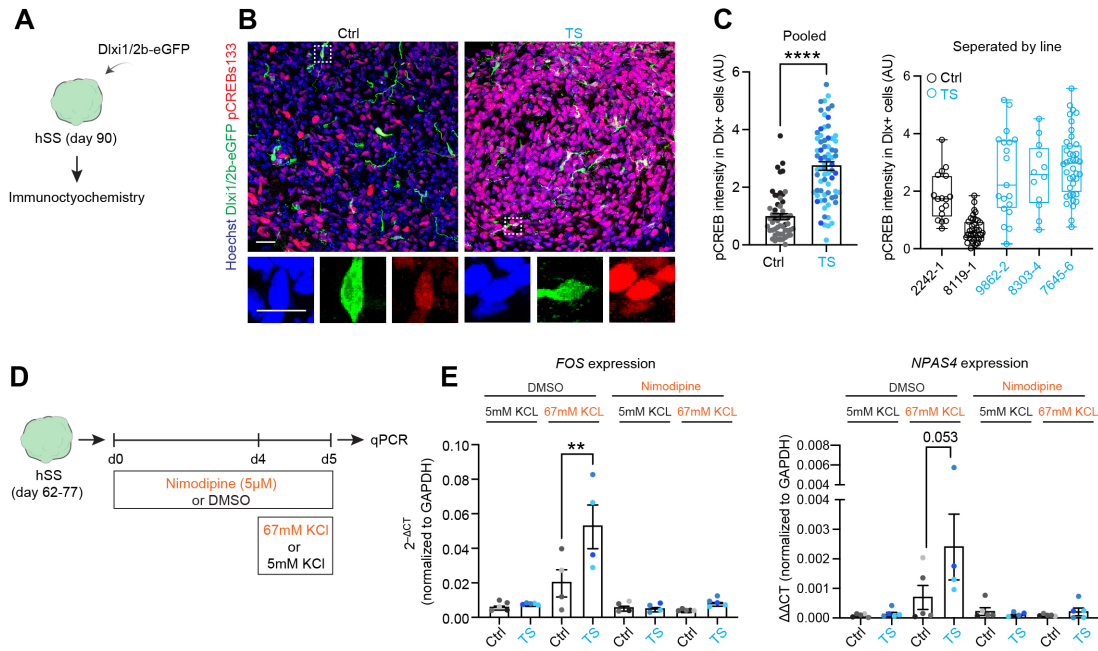 A
Dlxi1/2b-eGFP
hSS (day 90)
Immunoctyochemistry
B
Ctrl
TS
Hoechst Dlxi1/2b-eGFP pCREBs133
C
Pooled
****
pCREB intensity in Dlx+ cells (AU)
6
4
2
0
Ctrl
TS
Seperated by line
Ctrl
TS
pCREB intensity in Dlx+ cells (AU)
6
4
2
0
2242-1
8119-1
9862-2
8303-4
7645-6
D
hSS
(day 62-77)
d0
d4
d5
qPCR
Nimodipine (5μM)
or DMSO
67mM KCl
or
5mM KCl
E
FOS expression
DMSO
Nimodipine
5mM KCL
67mM KCL
5mM KCL
67mM KCL
**
2^-ΔCT
(normalized to GAPDH)
0.10
0.08
0.06
0.04
0.02
0.00
Ctrl
TS
Ctrl
TS
Ctrl
TS
Ctrl
TS
NPAS4 expression
DMSO
Nimodipine
5mM KCL
67mM KCL
5mM KCL
67mM KCL
0.053
ΔΔCT (normalized to GAPDH)
0.008
0.006
0.004
0.004
0.003
0.002
0.001
0.000
Ctrl
TS
Ctrl
TS
Ctrl
TS
Ctrl
TS